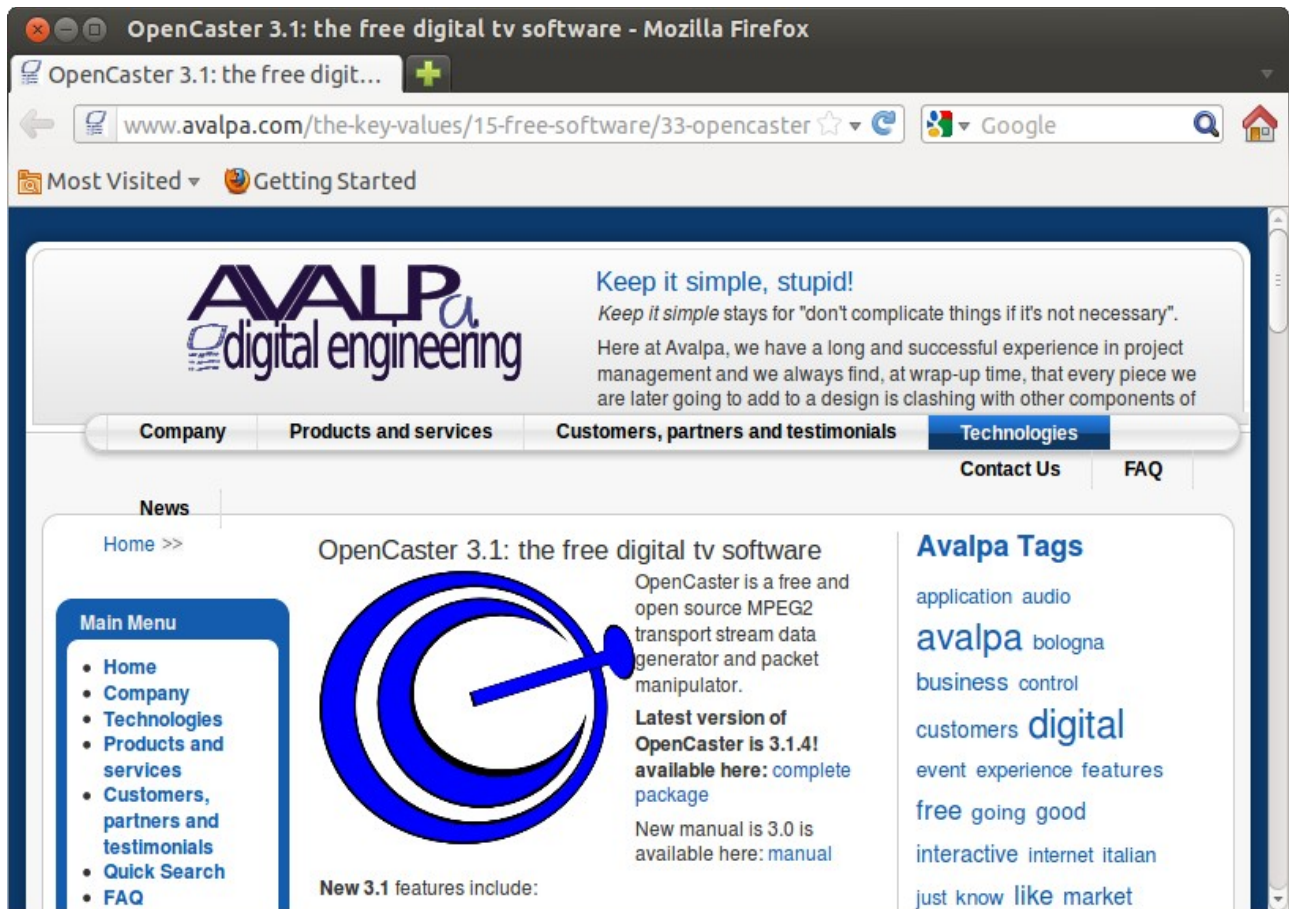 OpenCaster 3.1: the free digital tv software - Mozilla Firefox
OpenCaster 3.1: the free digit...
www.avalpa.com/the-key-values/15-free-software/33-opencaster
Google
Most Visited
Getting Started
AVALPa
digital engineering
Keep it simple, stupid!
Keep it simple stays for "don't complicate things if it's not necessary".
Here at Avalpa, we have a long and successful experience in project
management and we always find, at wrap-up time, that every piece we
are later going to add to a design is clashing with other components of
Company
Products and services
Customers, partners and testimonials
Technologies
Contact Us
FAQ
News
Home >>
Main Menu
Home
Company
Technologies
Products and
services
Customers,
partners and
testimonials
Quick Search
FAQ
OpenCaster 3.1: the free digital tv software
OpenCaster is a free and
open source MPEG2
transport stream data
generator and packet
manipulator.
Latest version of
OpenCaster is 3.1.4!
available here: complete
package
New manual is 3.0 is
available here: manual
New 3.1 features include:
Avalpa Tags
application audio
avalpa bologna
business control
customers digital
event experience features
free going good
interactive internet italian
just know like market